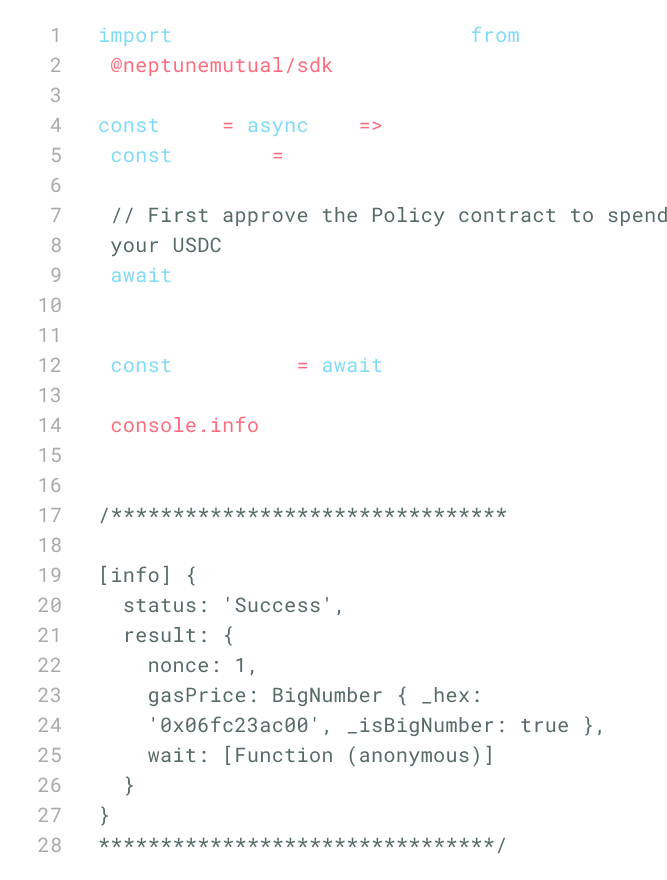 1 import from
2 @neptunemutual/sdk
3
4 const = async =>
5 const =
6
7 // First approve the Policy contract to spend
8 your USDC
9 await
10
11
12 const = await
13
14 console.info
15
16
17 /********************************
18
19 [info] {
20 status: 'Success',
21 result: {
22 nonce: 1,
23 gasPrice: BigNumber { _hex:
24 '0x06fc23ac00', _isBigNumber: true },
25 wait: [Function (anonymous)]
26 }
27 }
28 ********************************/